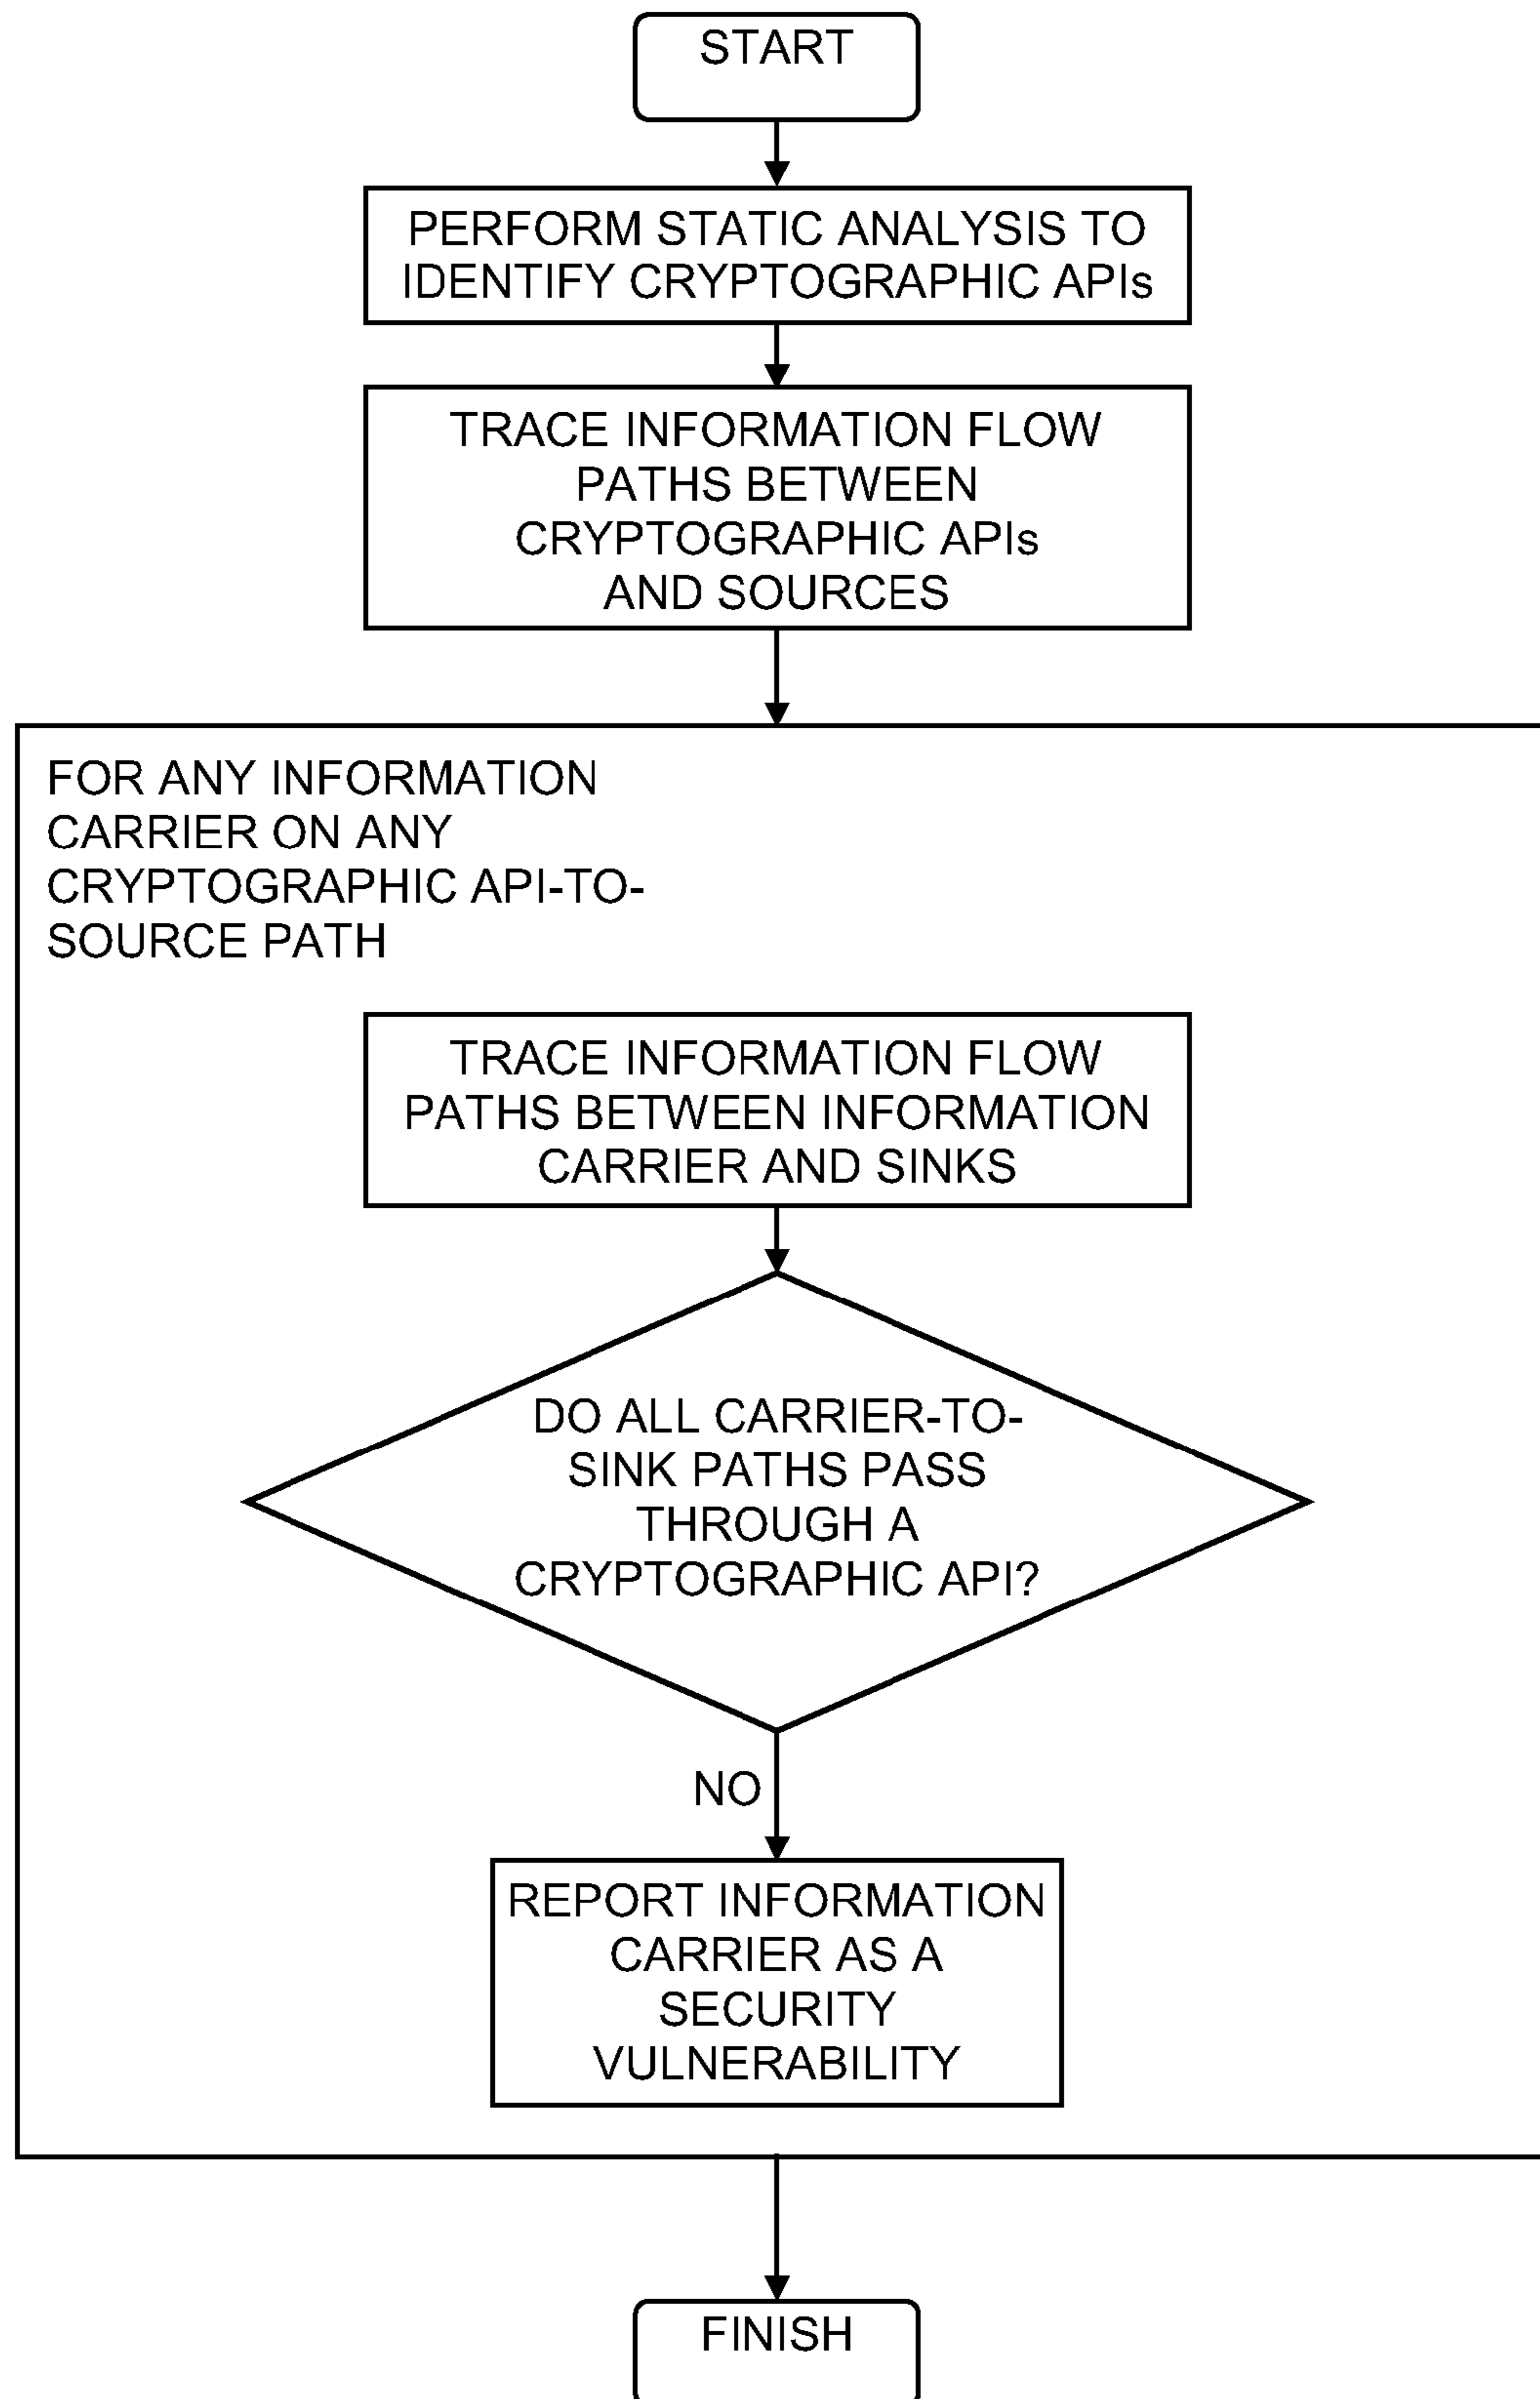 START
PERFORM STATIC ANALYSIS TO
IDENTIFY CRYPTOGRAPHIC APIs
TRACE INFORMATION FLOW
PATHS BETWEEN
CRYPTOGRAPHIC APIs
AND SOURCES
FOR ANY INFORMATION
CARRIER ON ANY
CRYPTOGRAPHIC API-TO-
SOURCE PATH
TRACE INFORMATION FLOW
PATHS BETWEEN INFORMATION
CARRIER AND SINKS
DO ALL CARRIER-TO-
SINK PATHS PASS
THROUGH A
CRYPTOGRAPHIC API?
NO
REPORT INFORMATION
CARRIER AS A
SECURITY
VULNERABILITY
FINISH